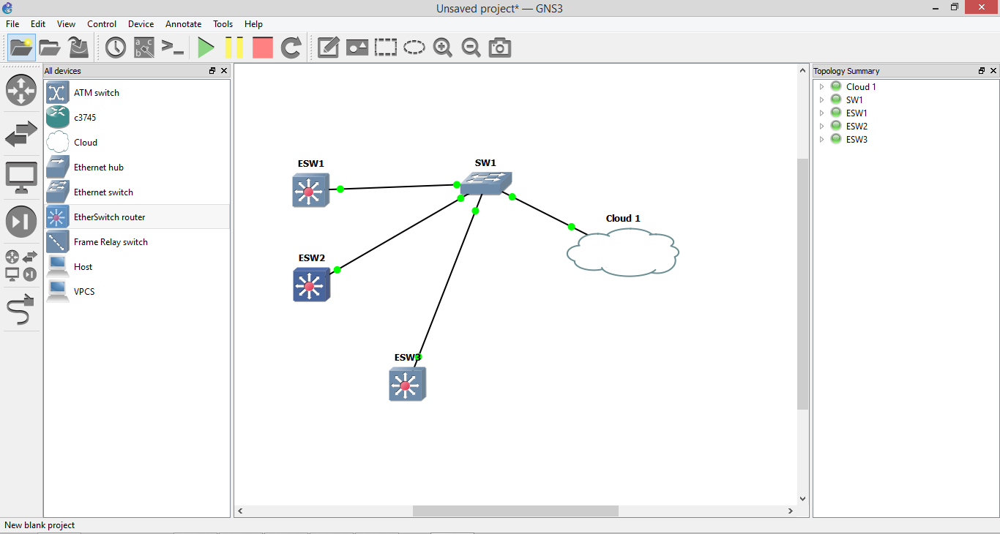 Unsaved project* — GNS3
File Edit View Control Device Annotate Tools Help
a c
b
>_
All devices
ATM switch
c3745
Cloud
Ethernet hub
Ethernet switch
EtherSwitch router
Frame Relay switch
Host
VPCS
ESW1
SW1
Cloud 1
ESW2
ESW3
Topology Summary
Cloud 1
SW1
ESW1
ESW2
ESW3
New blank project